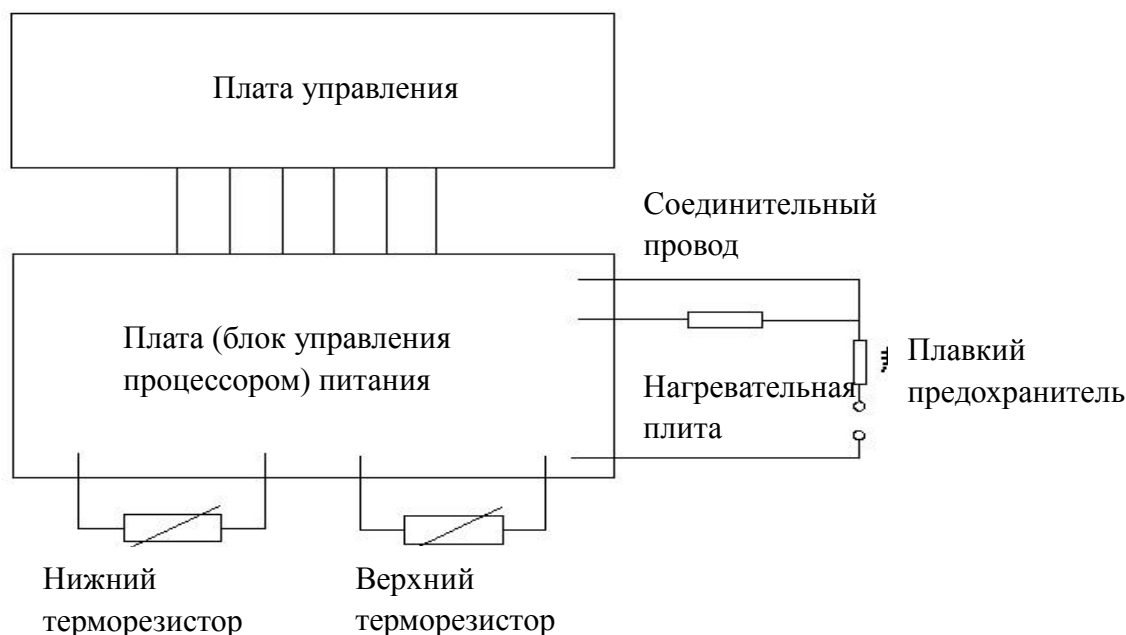 Плата управления
Соединительный
провод
Плата (блок управления
процессором) питания
Нагревательная
плита
Плавкий
предохранитель
Нижний
терморезистор
Верхний
терморезистор